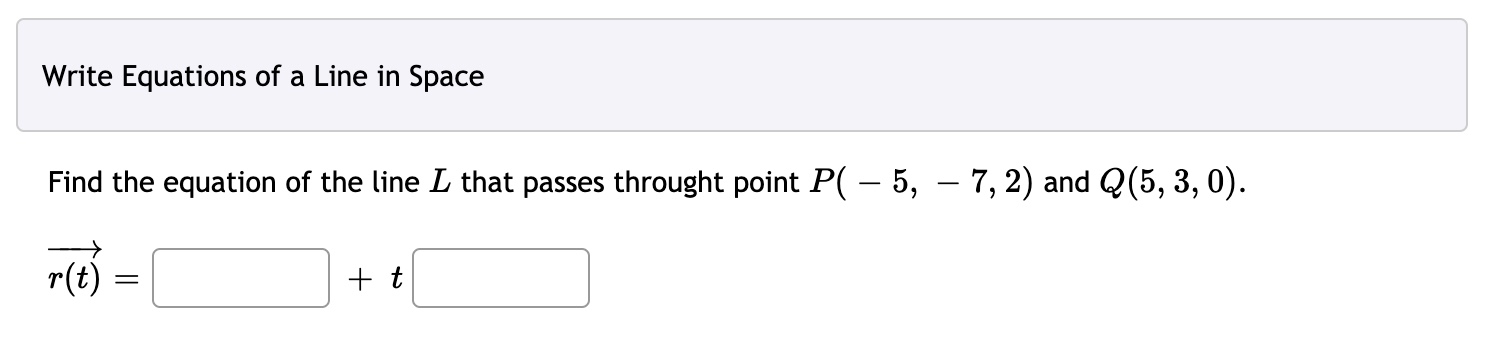 Write Equations of a Line in Space
Find the equation of the line L that passes throught point P( − 5, − 7, 2) and Q(5, 3, 0).
r(t) = + t